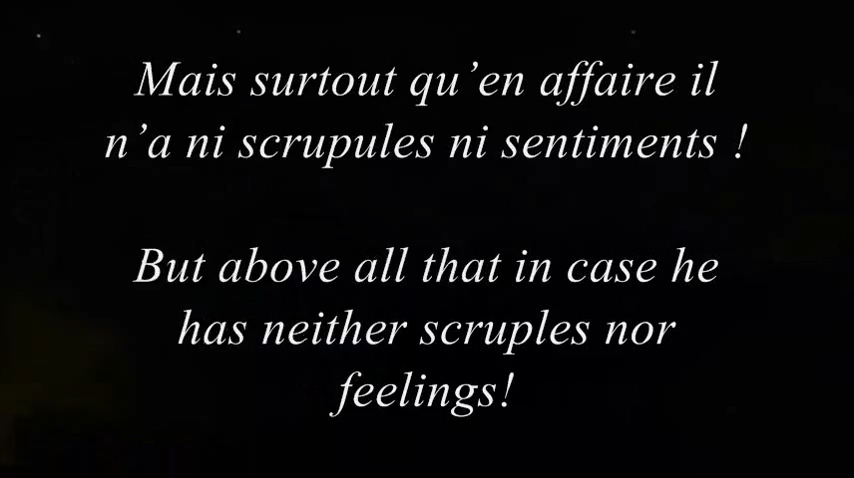 Mais surtout qu’en affaire il
n’a ni scrupules ni sentiments !
But above all that in case he
has neither scruples nor
feelings!